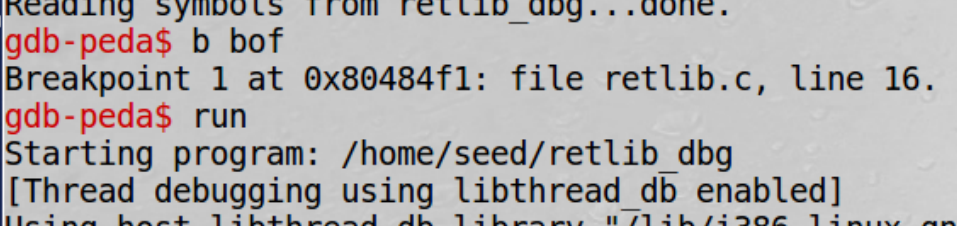 Reading symbols from retlib_dbg...done.
gdb-peda$ b bof
Breakpoint 1 at 0x80484f1: file retlib.c, line 16.
gdb-peda$ run
Starting program: /home/seed/retlib_dbg
[Thread debugging using libthread_db enabled]
Using host libthread_db library "/lib/i386-linux-gn